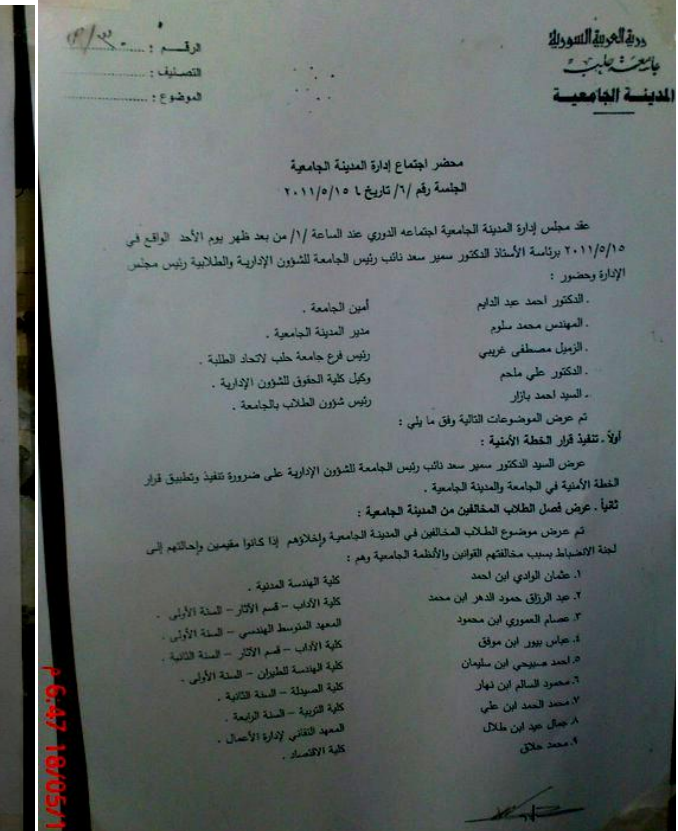 درية العربية السورية
جامعة حلب
المدينة الجامعية
الرقم :
التصنيف :
الموضوع :
محضر اجتماع إدارة المدينة الجامعية
الجلسة رقم /٦/ تاريخ ١٥/٥/٢٠١١
عقد مجلس إدارة المدينة الجامعية اجتماعه الدوري عند الساعة /١/ من بعد ظهر يوم الأحد الواقع في
١٥/٥/٢٠١١ برئاسة الأستاذ الدكتور سمير سعد نائب رئيس الجامعة للشؤون الإدارية والطلابية رئيس مجلس
الإدارة وحضور :
. الدكتور احمد عبد الدايم أمين الجامعة .
. المهندس محمد سلوم مدير المدينة الجامعية .
. الزميل مصطفى غريبي رئيس فرع جامعة حلب لاتحاد الطلبة .
. الدكتور علي ملحم وكيل كلية الحقوق للشؤون الإدارية .
. السيد احمد بازار رئيس شؤون الطلاب بالجامعة .
تم عرض الموضوعات التالية وفق ما يلي :
أولاً . تنفيذ قرار الخطة الأمنية :
عرض السيد الدكتور سمير سعد نائب رئيس الجامعة للشؤون الإدارية على ضرورة تنفيذ وتطبيق قرار
الخطة الأمنية في الجامعة والمدينة الجامعية .
ثانياً . عرض فصل الطلاب المخالفين من المدينة الجامعية :
تم عرض موضوع الطلاب المخالفين في المدينة الجامعية وإخلاؤهم إذا كانوا مقيمين وإحالتهم إلى
لجنة الانضباط بسبب مخالفتهم القوانين والأنظمة الجامعية وهم :
١. عثمان الوادي ابن احمد كلية الهندسة المدنية .
٢. عبد الرزاق حمود الدهر ابن محمد كلية الآداب – قسم الآثار – السنة الأولى .
٣. عصام العموري ابن محمود المعهد المتوسط الهندسي – السنة الأولى .
٤. عباس بيور ابن موفق كلية الآداب – قسم الآثار – السنة الثانية .
٥. احمد صبيحي ابن سليمان كلية الهندسة للطيران – السنة الأولى .
٦. محمود السالم ابن نهار كلية الصيدلة – السنة الثانية .
٧. محمد الحمد ابن علي كلية التربية – السنة الرابعة .
٨. جمال عيد ابن طلال المعهد التقاني لإدارة الأعمال .
٩. محمد حلاق كلية الاقتصاد .
م 6:47 18/05/1